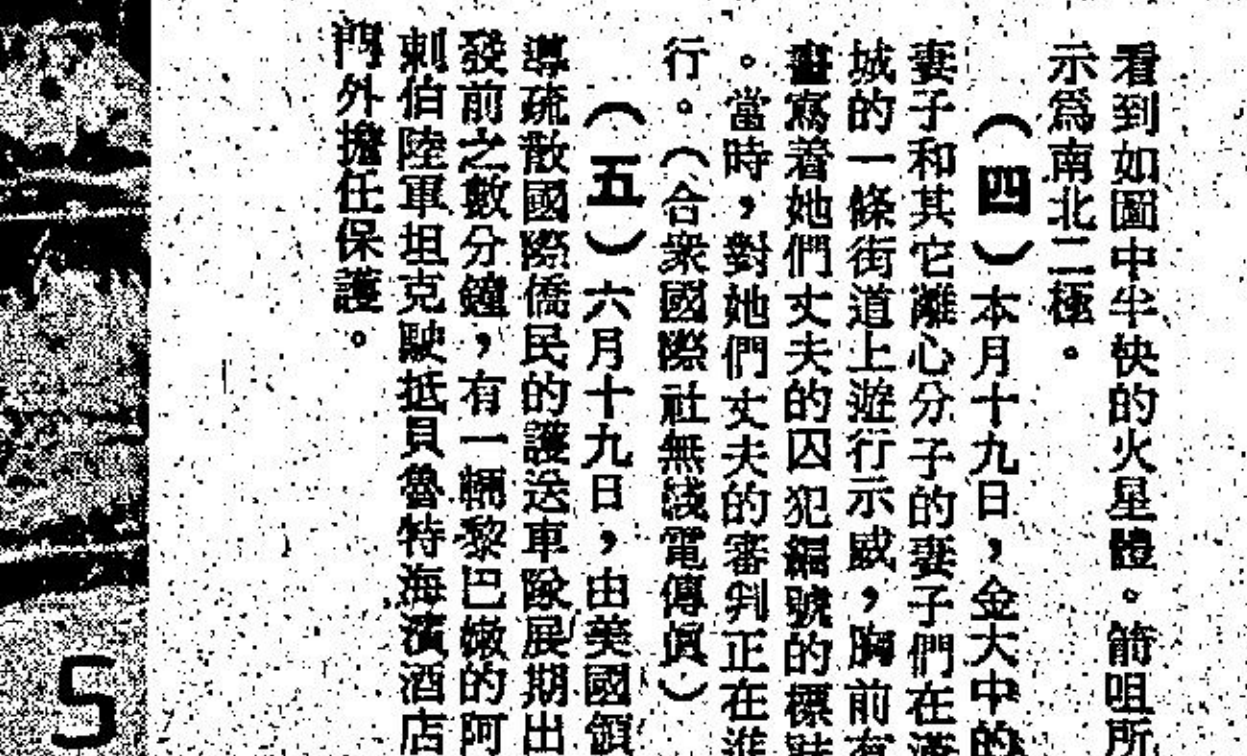 看到如圖中半快的火星體。箭咀所
示爲南北二極。
（四）本月十九日，金大中的
妻子和其它離心分子的妻子們在漢
城的一條街道上遊行示威，胸前有
書寫着她們丈夫的囚犯編號的標誌
。當時，對她們丈夫的審判正在進
行。（合衆國際社無綫電傳眞）
（五）六月十九日，由美國領
導疏散國際僑民的護送車隊展期出
發前之數分鐘，有一輛黎巴嫩的阿
剌伯陸軍坦克駛抵貝魯特海濱酒店
門外擔任保護。
5